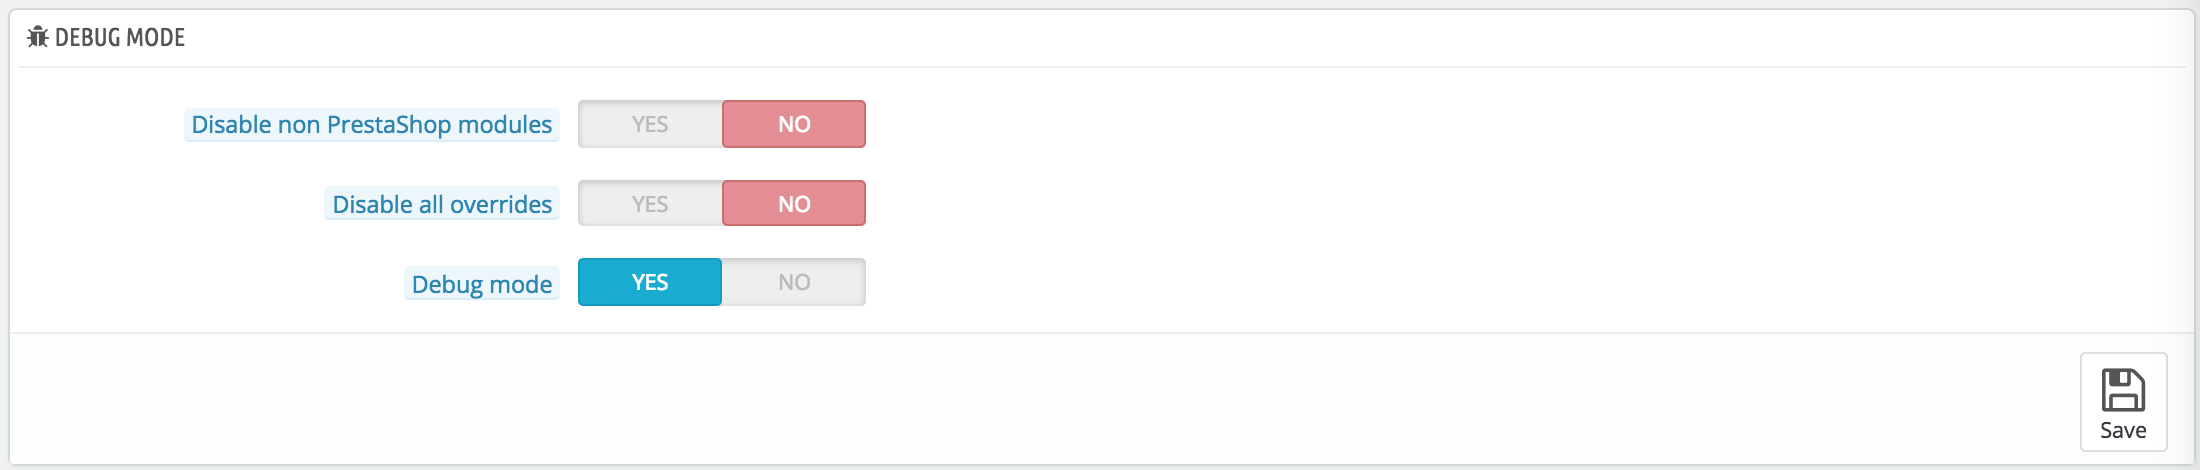 DEBUG MODE
Disable non PrestaShop modules YES NO
Disable all overrides YES NO
Debug mode YES NO
Save